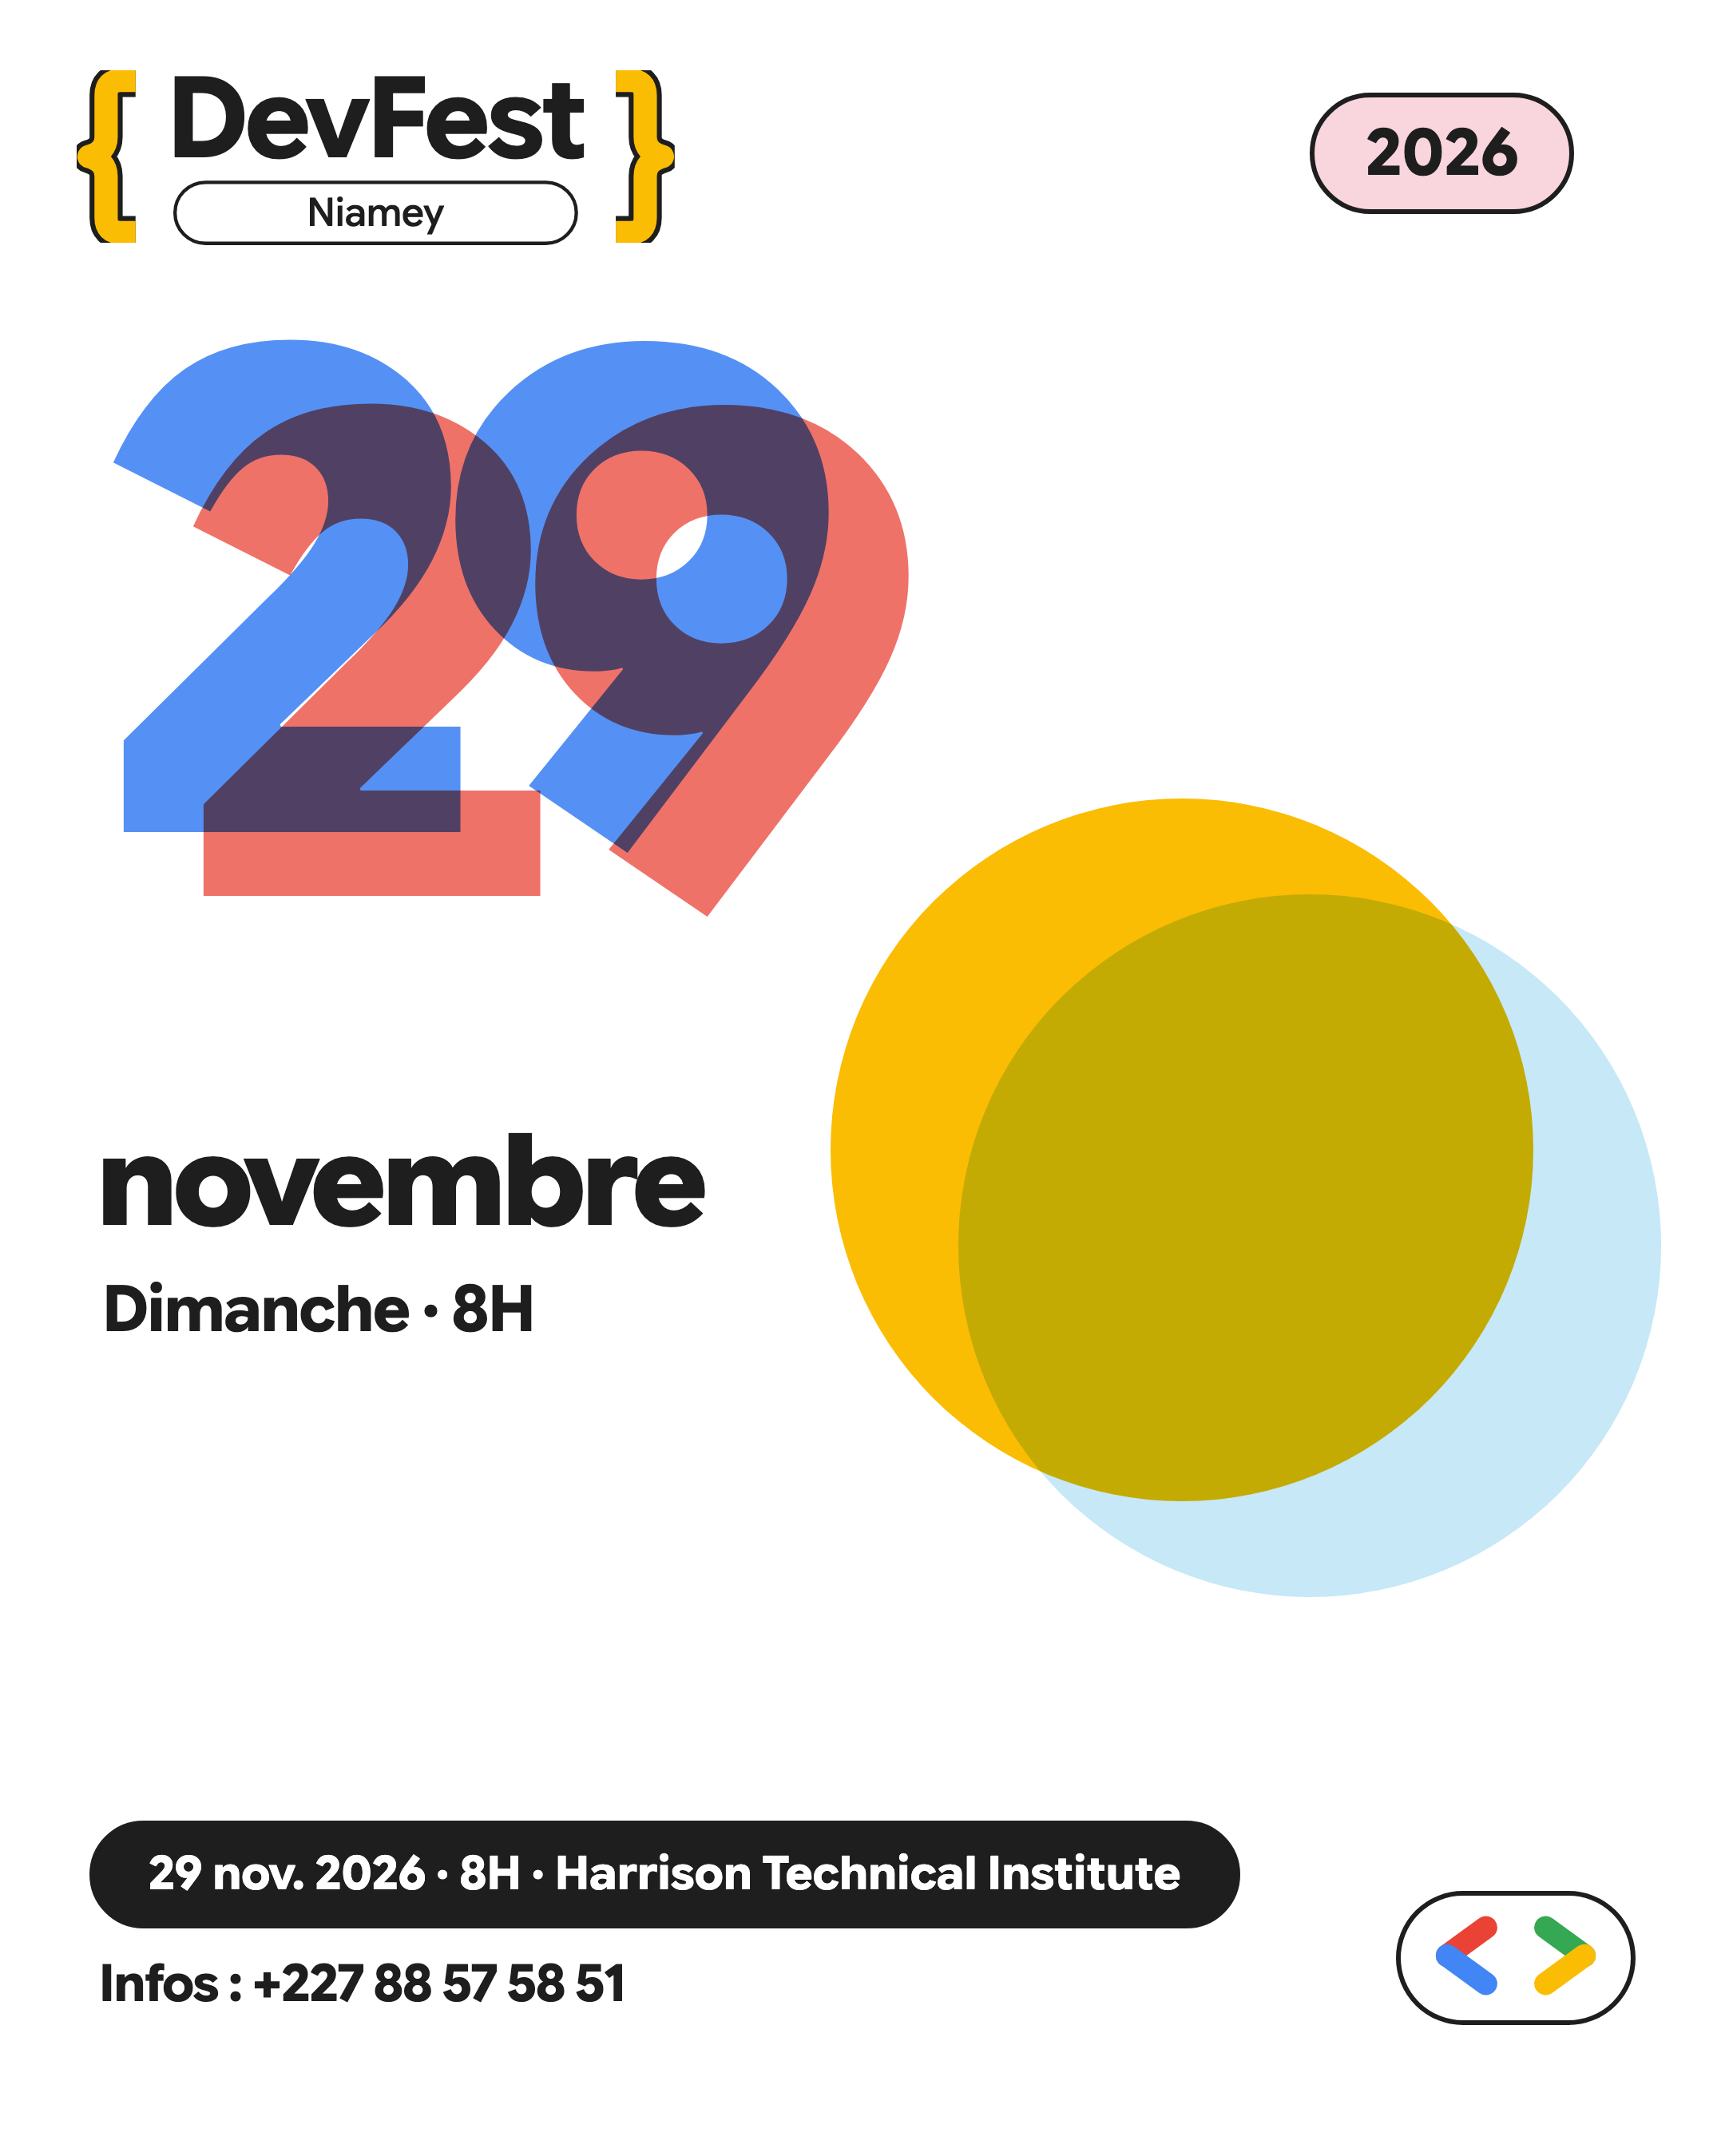 DevFest
Niamey
2026
29
novembre
Dimanche · 8H
29 nov. 2026 · 8H · Harrison Technical Institute
Infos : +227 88 57 58 51